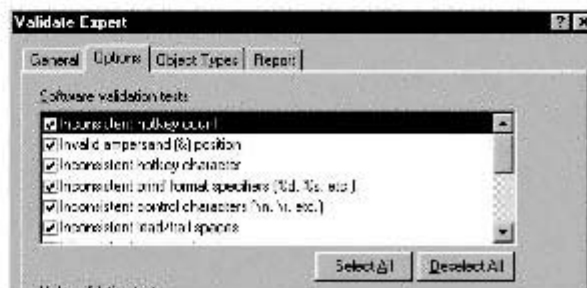 Validate Expert
General Options Object Types Report
Software validation tests
Inconsistent hotkey count
Invalid ampersand (&) position
Inconsistent hotkey character
Inconsistent printf format specifiers (%d, %s, etc.)
Inconsistent control characters (\n, \r, etc.)
Inconsistent lead/trail spaces
Select All Deselect All